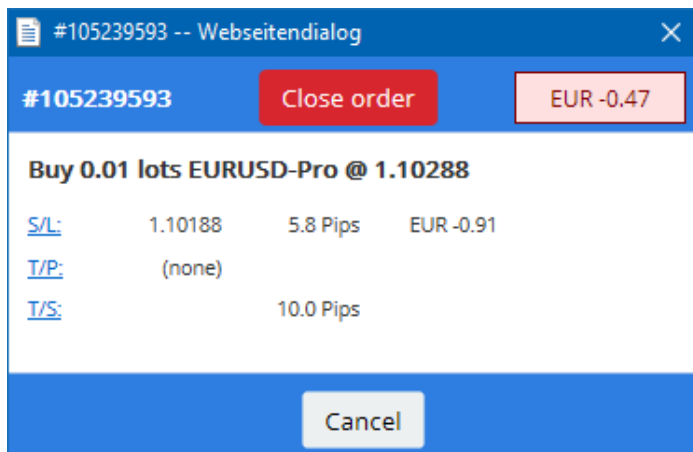 #105239593 -- Webseitendialog
#105239593 Close order EUR -0.47
Buy 0.01 lots EURUSD-Pro @ 1.10288
S/L: 1.10188 5.8 Pips EUR -0.91
T/P: (none)
T/S: 10.0 Pips
Cancel